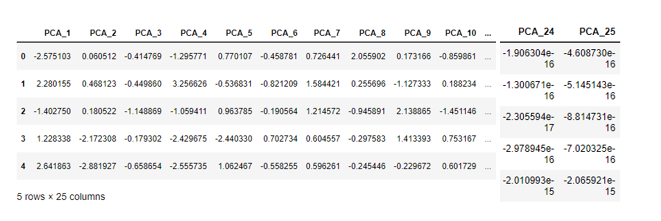 PCA_1 PCA_2 PCA_3 PCA_4 PCA_5 PCA_6 PCA_7 PCA_8 PCA_9 PCA_10 ... PCA_24 PCA_25
0 -2.575103 0.060512 -0.414769 -1.295771 0.770107 -0.458781 0.726441 2.055902 0.173166 -0.859861 ... -1.906304e-16 -4.608730e-16
1 2.280155 0.468123 -0.449860 3.256626 -0.536831 -0.821209 1.584421 0.255696 -1.127333 0.188234 ... -1.300671e-16 -5.145143e-16
2 -1.402750 0.180522 -1.148869 -1.059411 0.963785 -0.190564 1.214572 -0.945891 2.138865 -1.451146 ... -2.305594e-17 -8.814731e-16
3 1.228338 -2.172308 -0.179302 -2.429675 -2.440330 0.702734 0.604557 -0.297583 1.413393 0.753167 ... -2.978945e-16 -7.020325e-16
4 2.641863 -2.881927 -0.658654 -2.555735 1.062467 -0.558255 0.596261 -0.245446 -0.229672 0.601729 ... -2.010993e-15 -2.065921e-15
5 rows × 25 columns